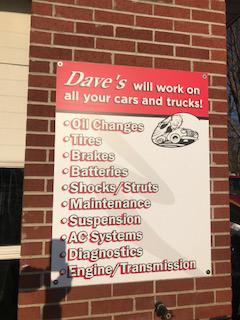 Dave's will work on
all your cars and trucks!
•Oil Changes
•Tires
•Brakes
•Batteries
•Shocks/Struts
•Maintenance
•Suspension
•AC Systems
•Diagnostics
•Engine/Transmission